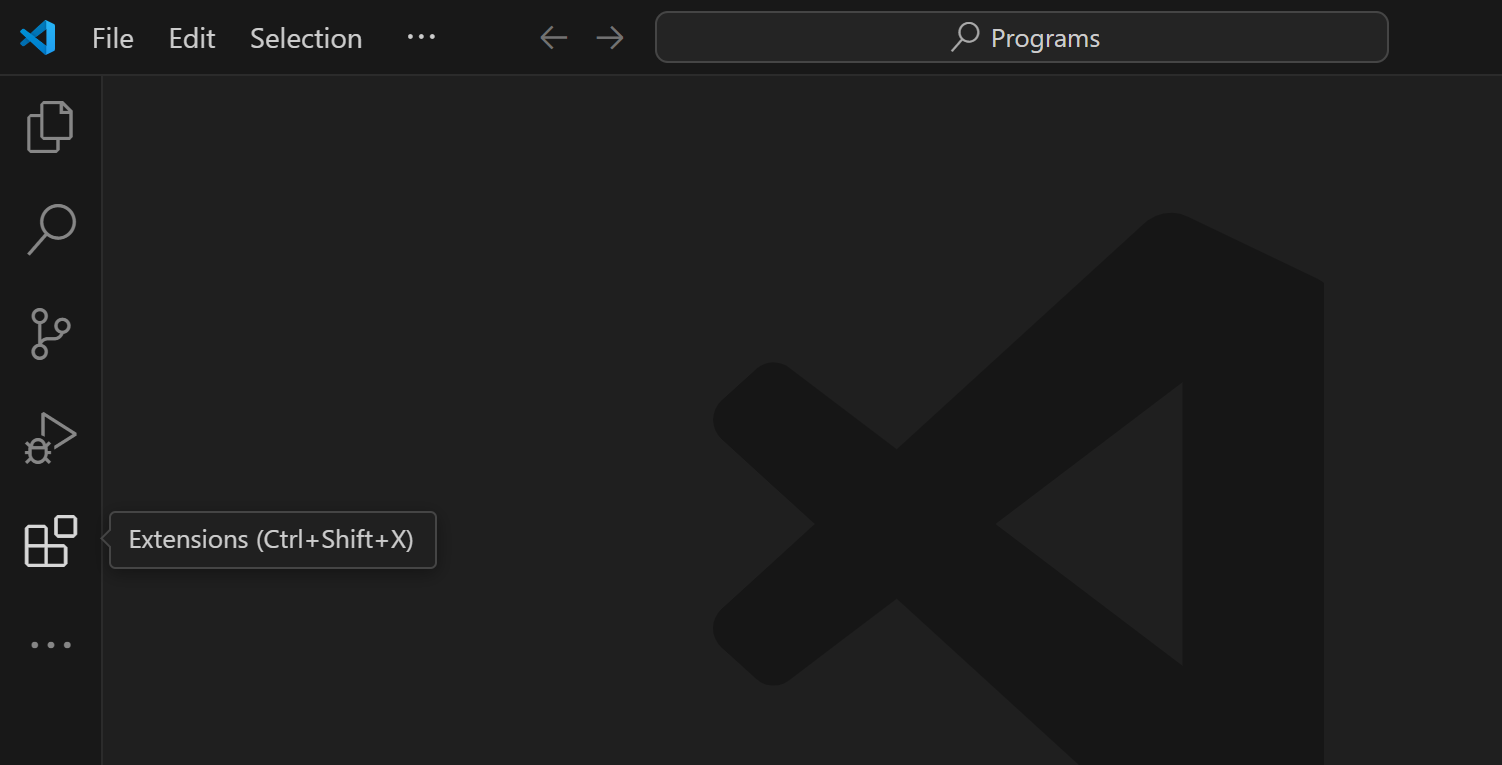 File Edit Selection ··· Programs
Extensions (Ctrl+Shift+X)